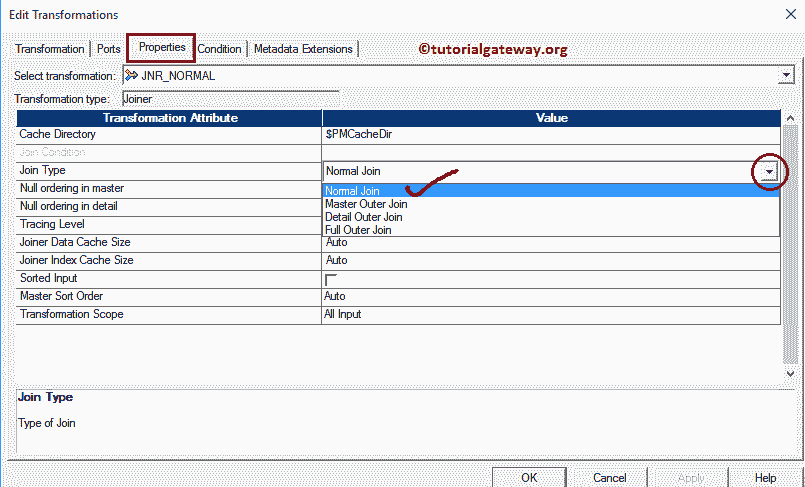 Edit Transformations
Transformation Ports Properties Condition Metadata Extensions ©tutorialgateway.org
Select transformation: JNR_NORMAL
Transformation type: Joiner
Transformation Attribute Value
Cache Directory $PMCacheDir
Join Condition
Join Type Normal Join
Null ordering in master Normal Join
Master Outer Join
Null ordering in detail Detail Outer Join
Tracing Level Full Outer Join
Joiner Data Cache Size Auto
Joiner Index Cache Size Auto
Sorted Input
Master Sort Order Auto
Transformation Scope All Input
Join Type
Type of Join
OK Cancel Apply Help